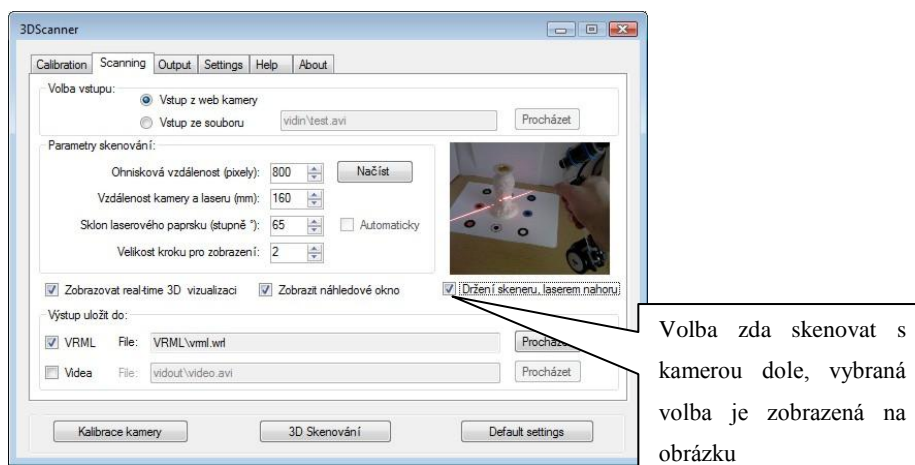 3DScanner
Calibration Scanning Output Settings Help About
Volba vstupu:
Vstup z web kamery
Vstup ze souboru vidin\test.avi Procházet
Parametry skenování:
Ohnisková vzdálenost (pixely): 800 Načíst
Vzdálenost kamery a laseru (mm): 160
Sklon laserového paprsku (stupně °): 65 Automaticky
Velikost kroku pro zobrazení: 2
Zobrazovat real-time 3D vizualizaci Zobrazit náhledové okno Držení skeneru, laserem nahoru
Výstup uložit do:
VRML File: VRML\vrml.wrl Procházet
Videa File: vidout\video.avi Procházet
Kalibrace kamery 3D Skenování Default settings
Volba zda skenovat s
kamerou dole, vybraná
volba je zobrazená na
obrázku